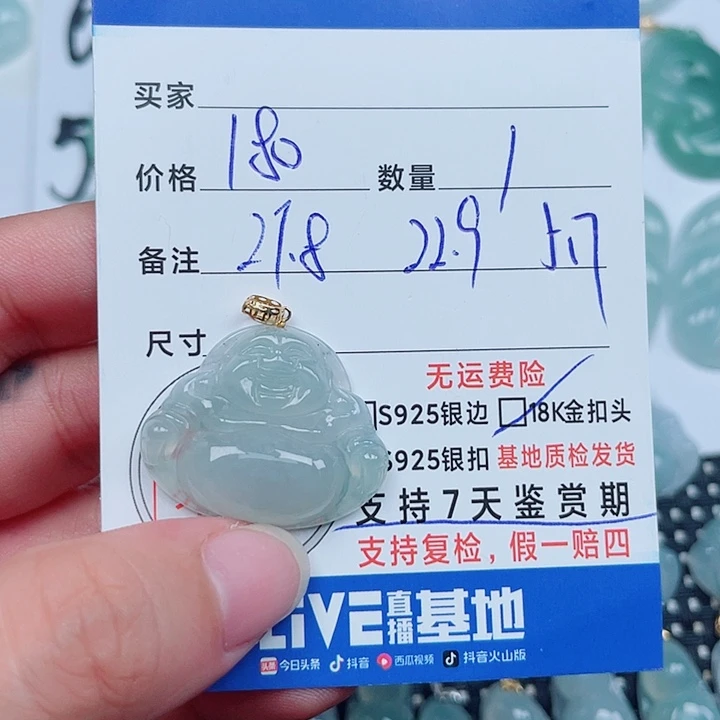 买家
价格 180 数量 1
备注 27.8 22.9 5.7
尺寸
无运费险
S925银边 18K金扣头
S925银扣 基地质检发货
支持7天鉴赏期
支持复检，假一赔四
LIVE直播基地
头条 今日头条 抖音 西瓜视频 抖音火山版